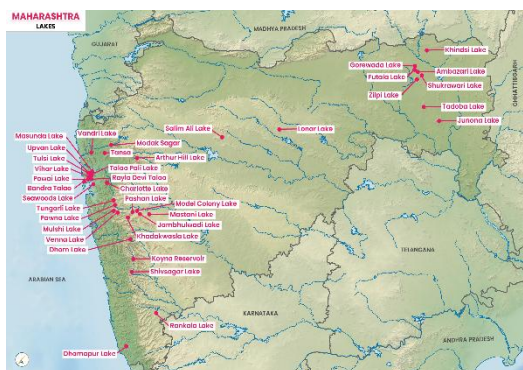 MAHARASHTRA
LAKES
MADHYA PRADESH
GUJARAT
CHHATTISGARH
Khindsi Lake
Gorewada Lake
Ambazari Lake
Futala Lake
Shukrawari Lake
Zilpi Lake
Tadoba Lake
Junona Lake
Salim Ali Lake
Lonar Lake
Masunda Lake
Vandri Lake
Upvan Lake
Modak Sagar
Tulsi Lake
Tansa
Arthur Hill Lake
Vihar Lake
Talao Pali Lake
Powai Lake
Rayla Devi Talao
Bandra Talao
Charlotte Lake
Seawoods Lake
Pashan Lake
Tungarli Lake
Model Colony Lake
Pawna Lake
Mastani Lake
Mulshi Lake
Jambhulwadi Lake
Venna Lake
Khadakwasla Lake
Dham Lake
Koyna Reservoir
Shivsagar Lake
TELANGANA
ARABIAN SEA
KARNATAKA
Rankala Lake
ANDHRA PRADESH
Dhamapur Lake